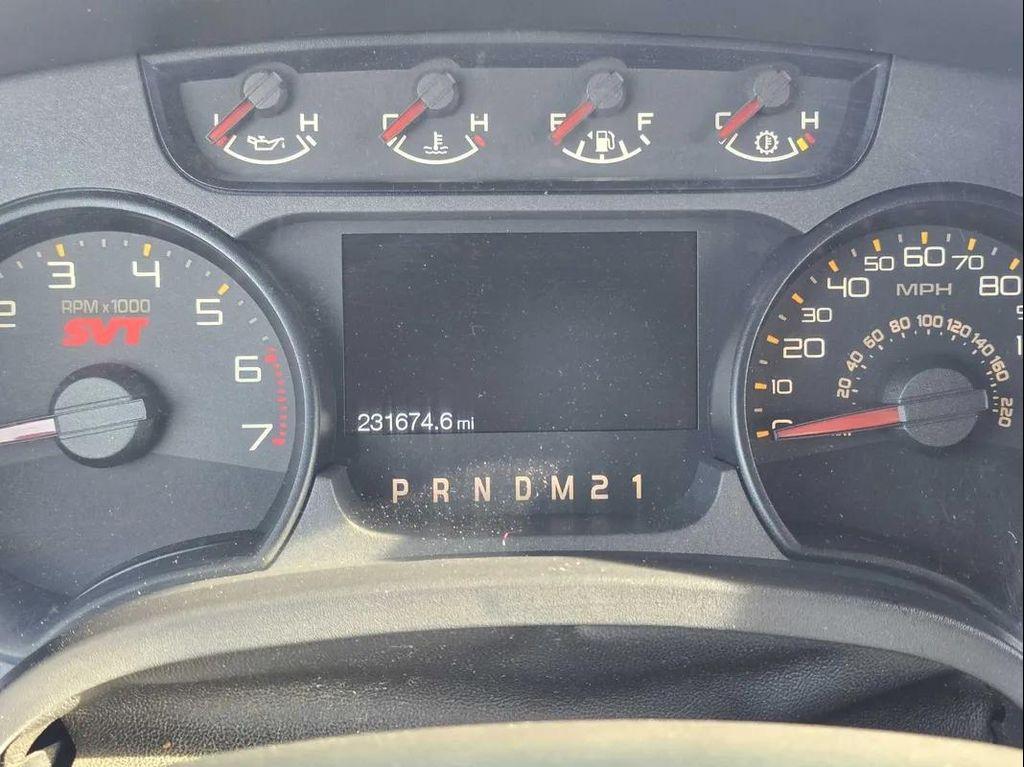 L H
C H
E F
C H
2 3 4 5 6 7
RPM x 1000
SVT
231674.6 mi
P R N D M 2 1
0 10 20 30 40 50 60 70 80
MPH
20 40 60 80 100 120 140 160 220